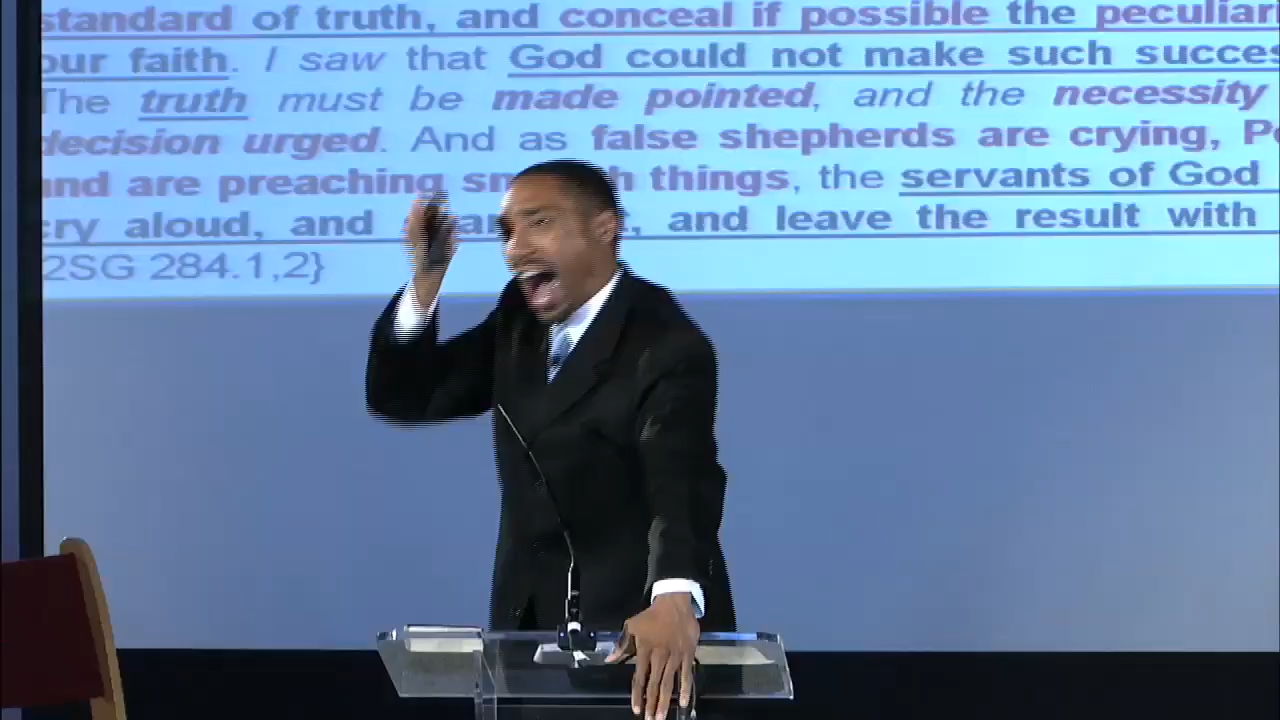 standard of truth, and conceal if possible the peculiar
our faith. I saw that God could not make such succes
The truth must be made pointed, and the necessity
decision urged. And as false shepherds are crying, P
and are preaching sm h things, the servants of God
cry aloud, and and leave the result with
2SG 284.1,2}